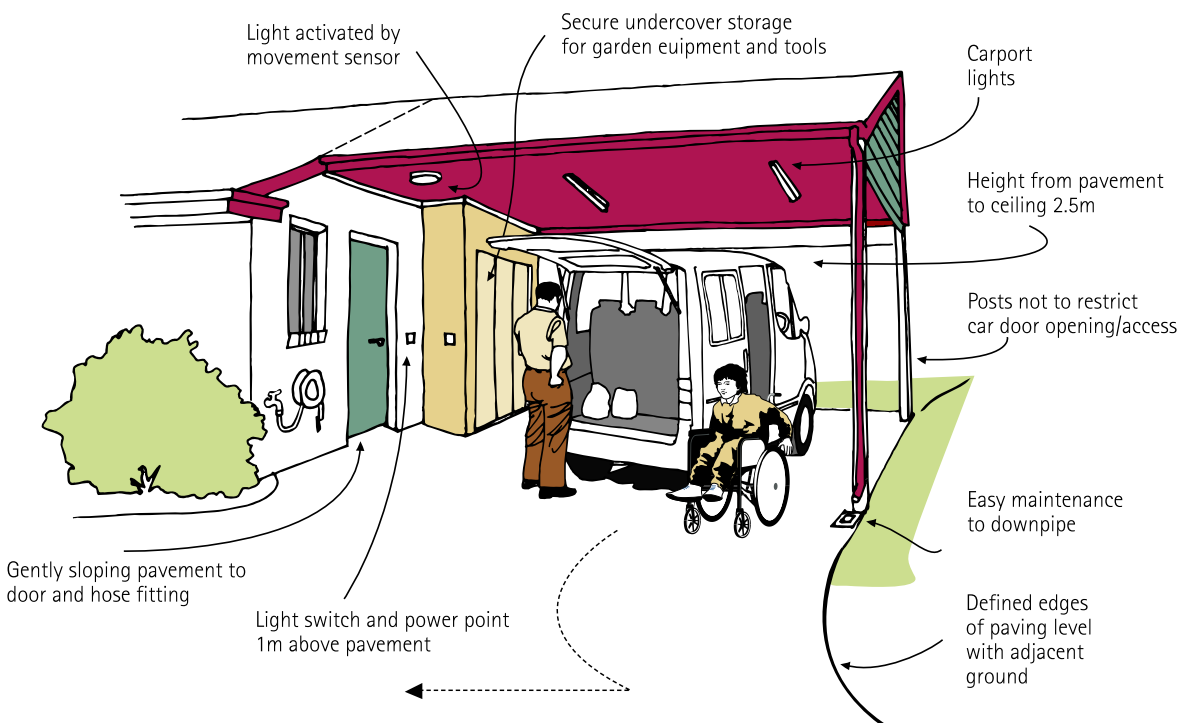 Light activated by
movement sensor
Secure undercover storage
for garden euipment and tools
Carport
lights
Height from pavement
to ceiling 2.5m
Posts not to restrict
car door opening/access
Easy maintenance
to downpipe
Defined edges
of paving level
with adjacent
ground
Gently sloping pavement to
door and hose fitting
Light switch and power point
1m above pavement